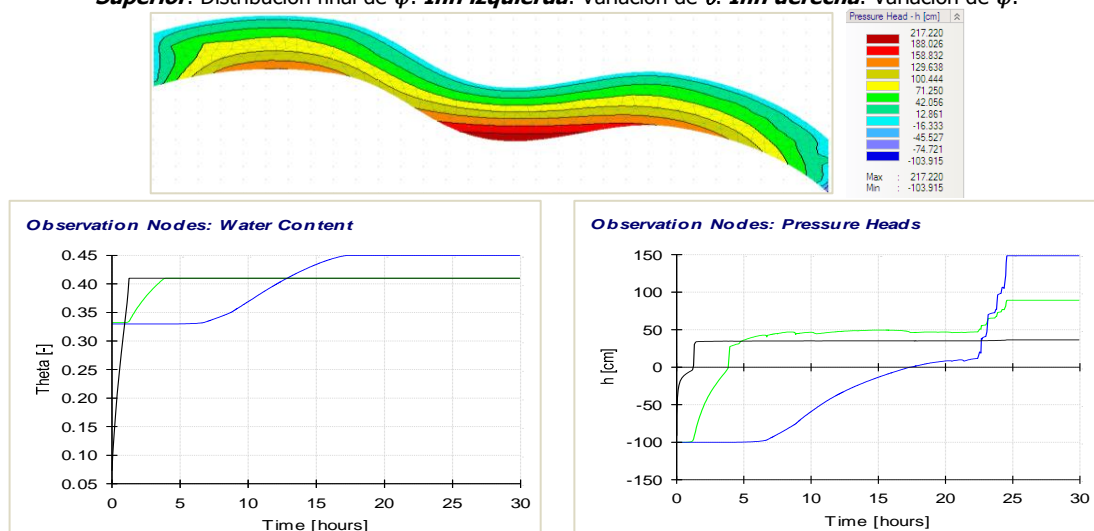 Superior: Distribución final de φ. Inff izquierda: Variación de θ. Inff derecha: Variación de φ.
Pressure Head - h [cm]
217.220
188.026
158.832
129.638
100.444
71.250
42.056
12.861
-16.333
-45.527
-74.721
-103.915
Max : 217.220
Min : -103.915
Observation Nodes: Water Content
0.45
0.40
0.35
0.30
0.25
0.20
0.15
0.10
0.05
Theta [-]
0 5 10 15 20 25 30
Time [hours]
Observation Nodes: Pressure Heads
150
100
50
0
-50
-100
-150
h [cm]
0 5 10 15 20 25 30
Time [hours]